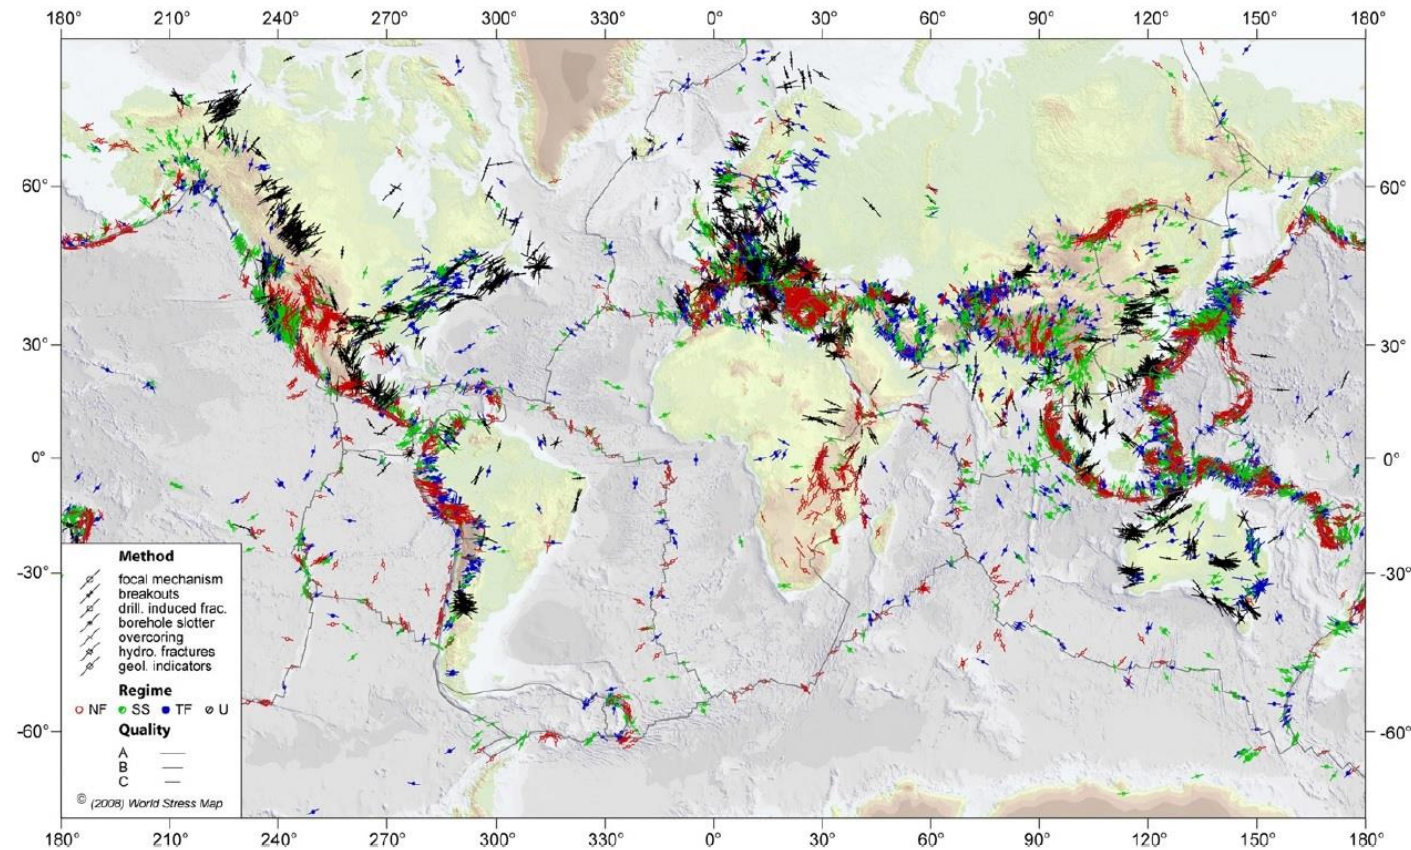 180° 210° 240° 270° 300° 330° 0° 30° 60° 90° 120° 150° 180°
60° 60°
30° 30°
0° 0°
-30° -30°
-60° -60°
Method
focal mechanism
breakouts
drill. induced frac.
borehole slotter
overcoring
hydro. fractures
geol. indicators
Regime
NF SS TF U
Quality
A
B
C
© (2008) World Stress Map
180° 210° 240° 270° 300° 330° 0° 30° 60° 90° 120° 150° 180°